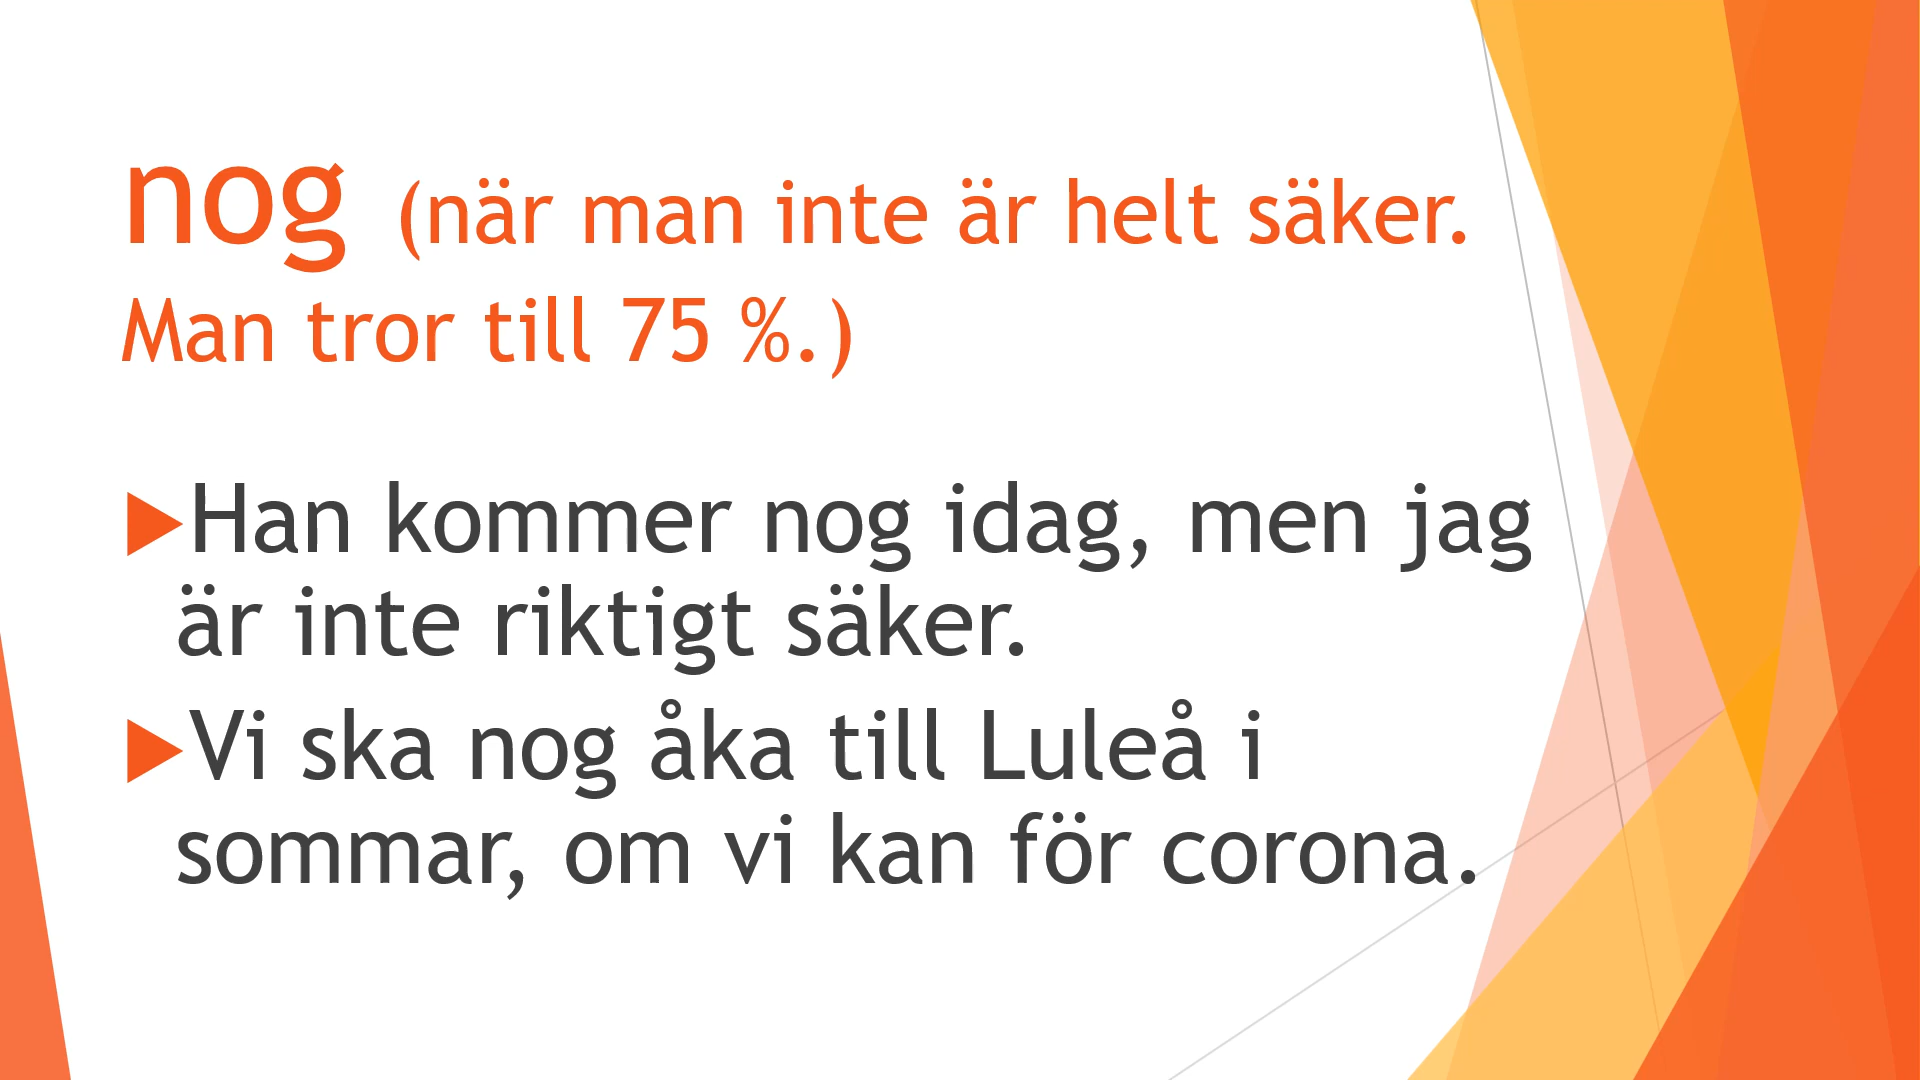 nog (när man inte är helt säker.
Man tror till 75 %.)
Han kommer nog idag, men jag
är inte riktigt säker.
Vi ska nog åka till Luleå i
sommar, om vi kan för corona.